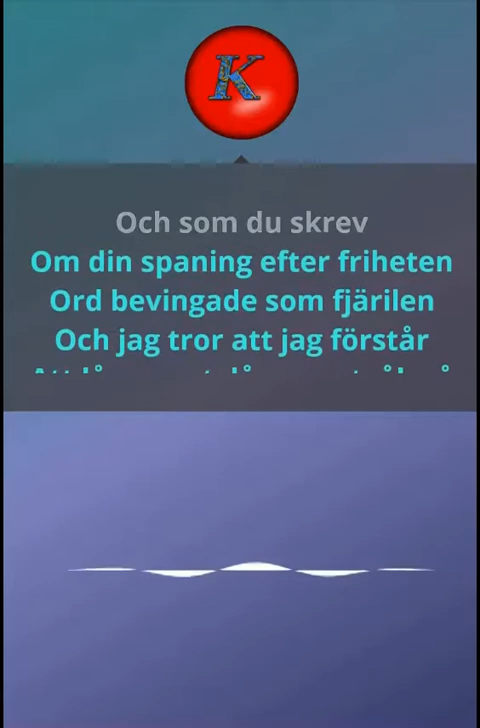 K
Och som du skrev
Om din spaning efter friheten
Ord bevingade som fjärilen
Och jag tror att jag förstår